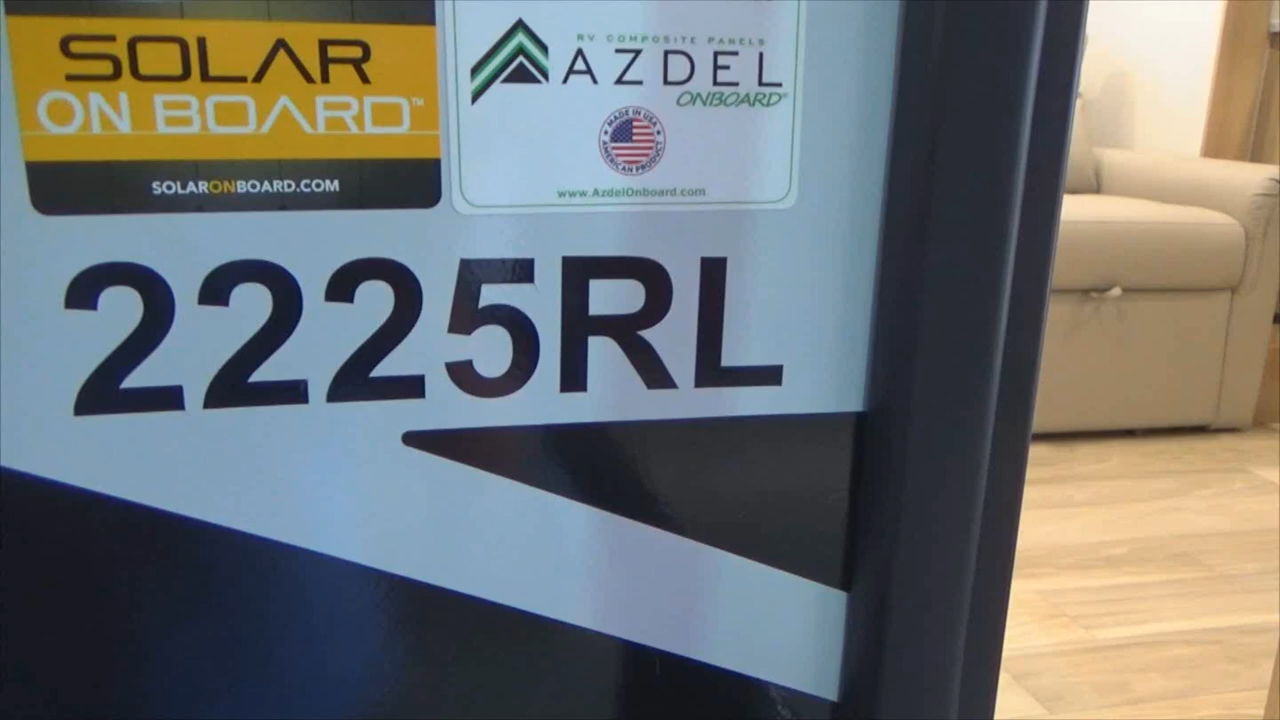 SOLAR
ON BOARD™
SOLARONBOARD.COM
RV COMPOSITE PANELS
AZDEL
ONBOARD®
MADE IN USA
AMERICAN PRODUCT
www.AzdelOnboard.com
2225RL